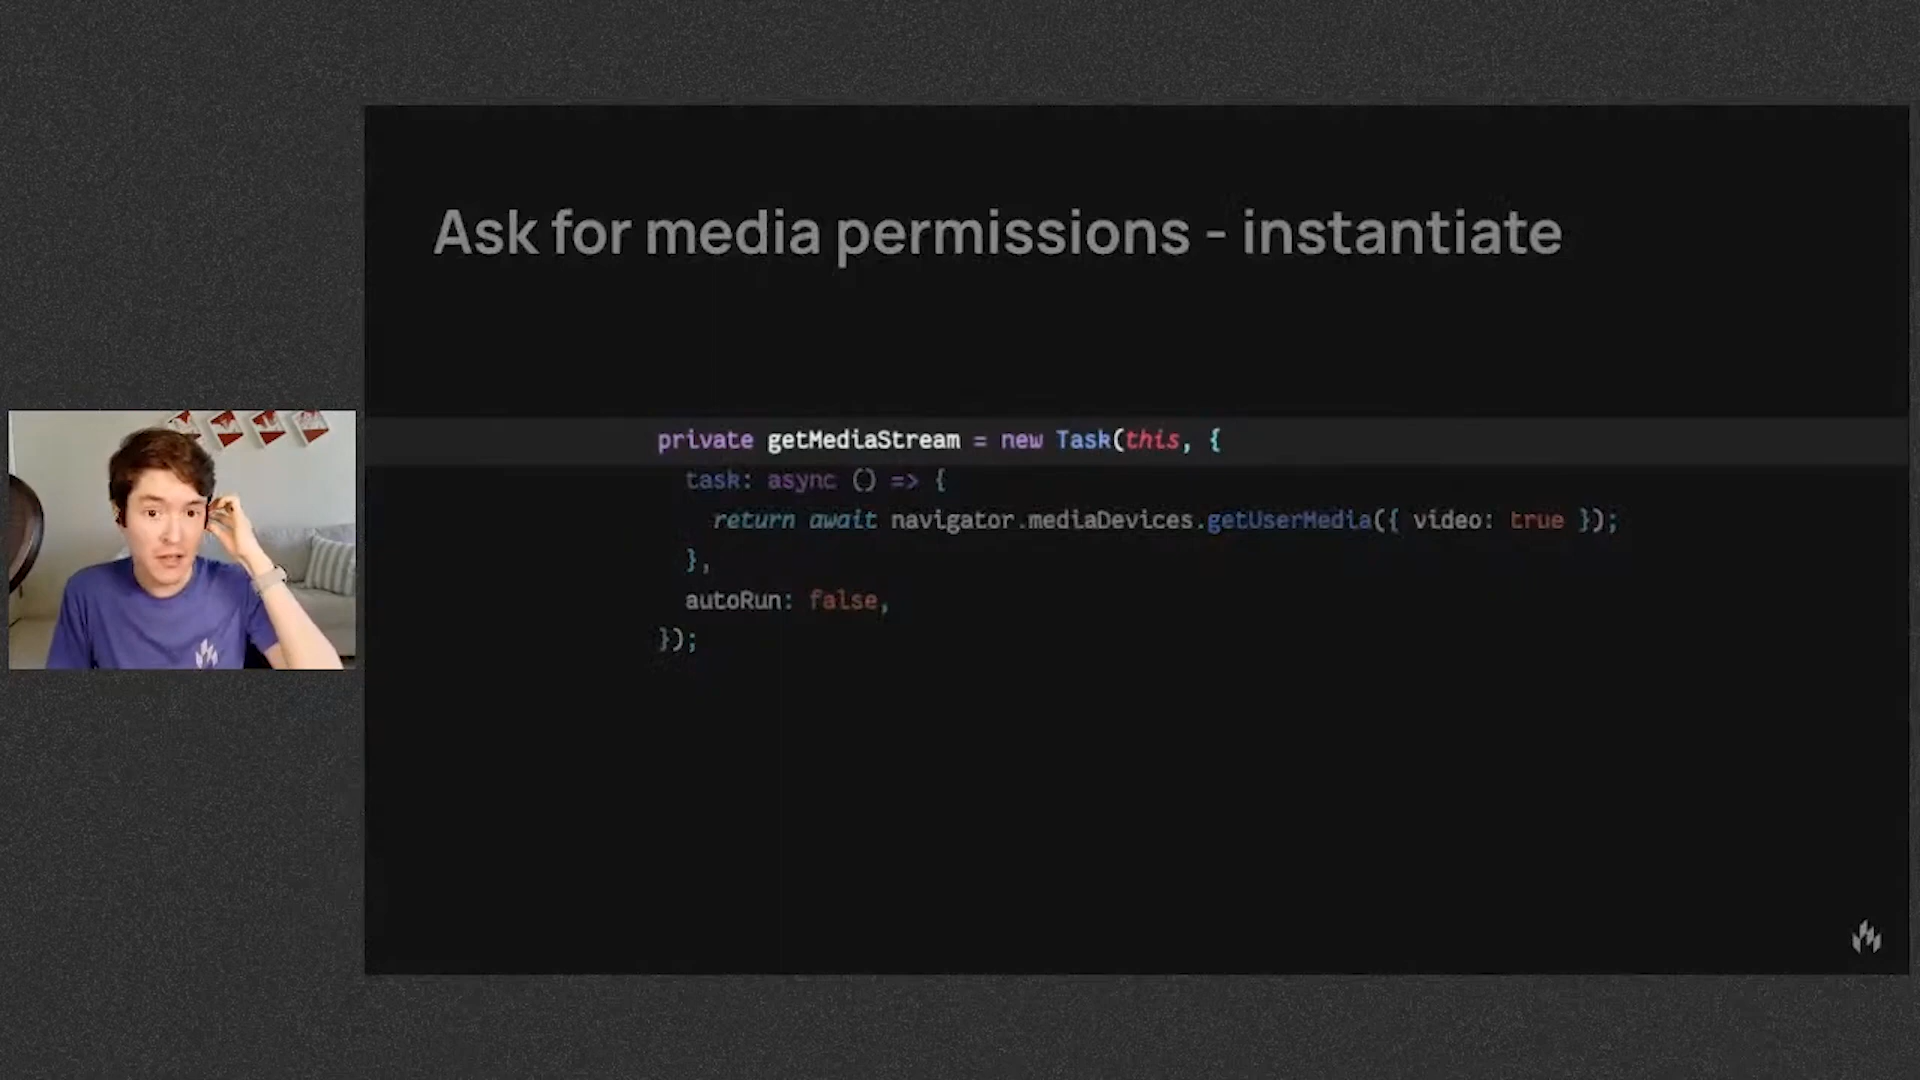 Ask for media permissions - instantiate
private getMediaStream = new Task(this, {
task: async () => {
return await navigator.mediaDevices.getUserMedia({ video: true });
},
autoRun: false,
});